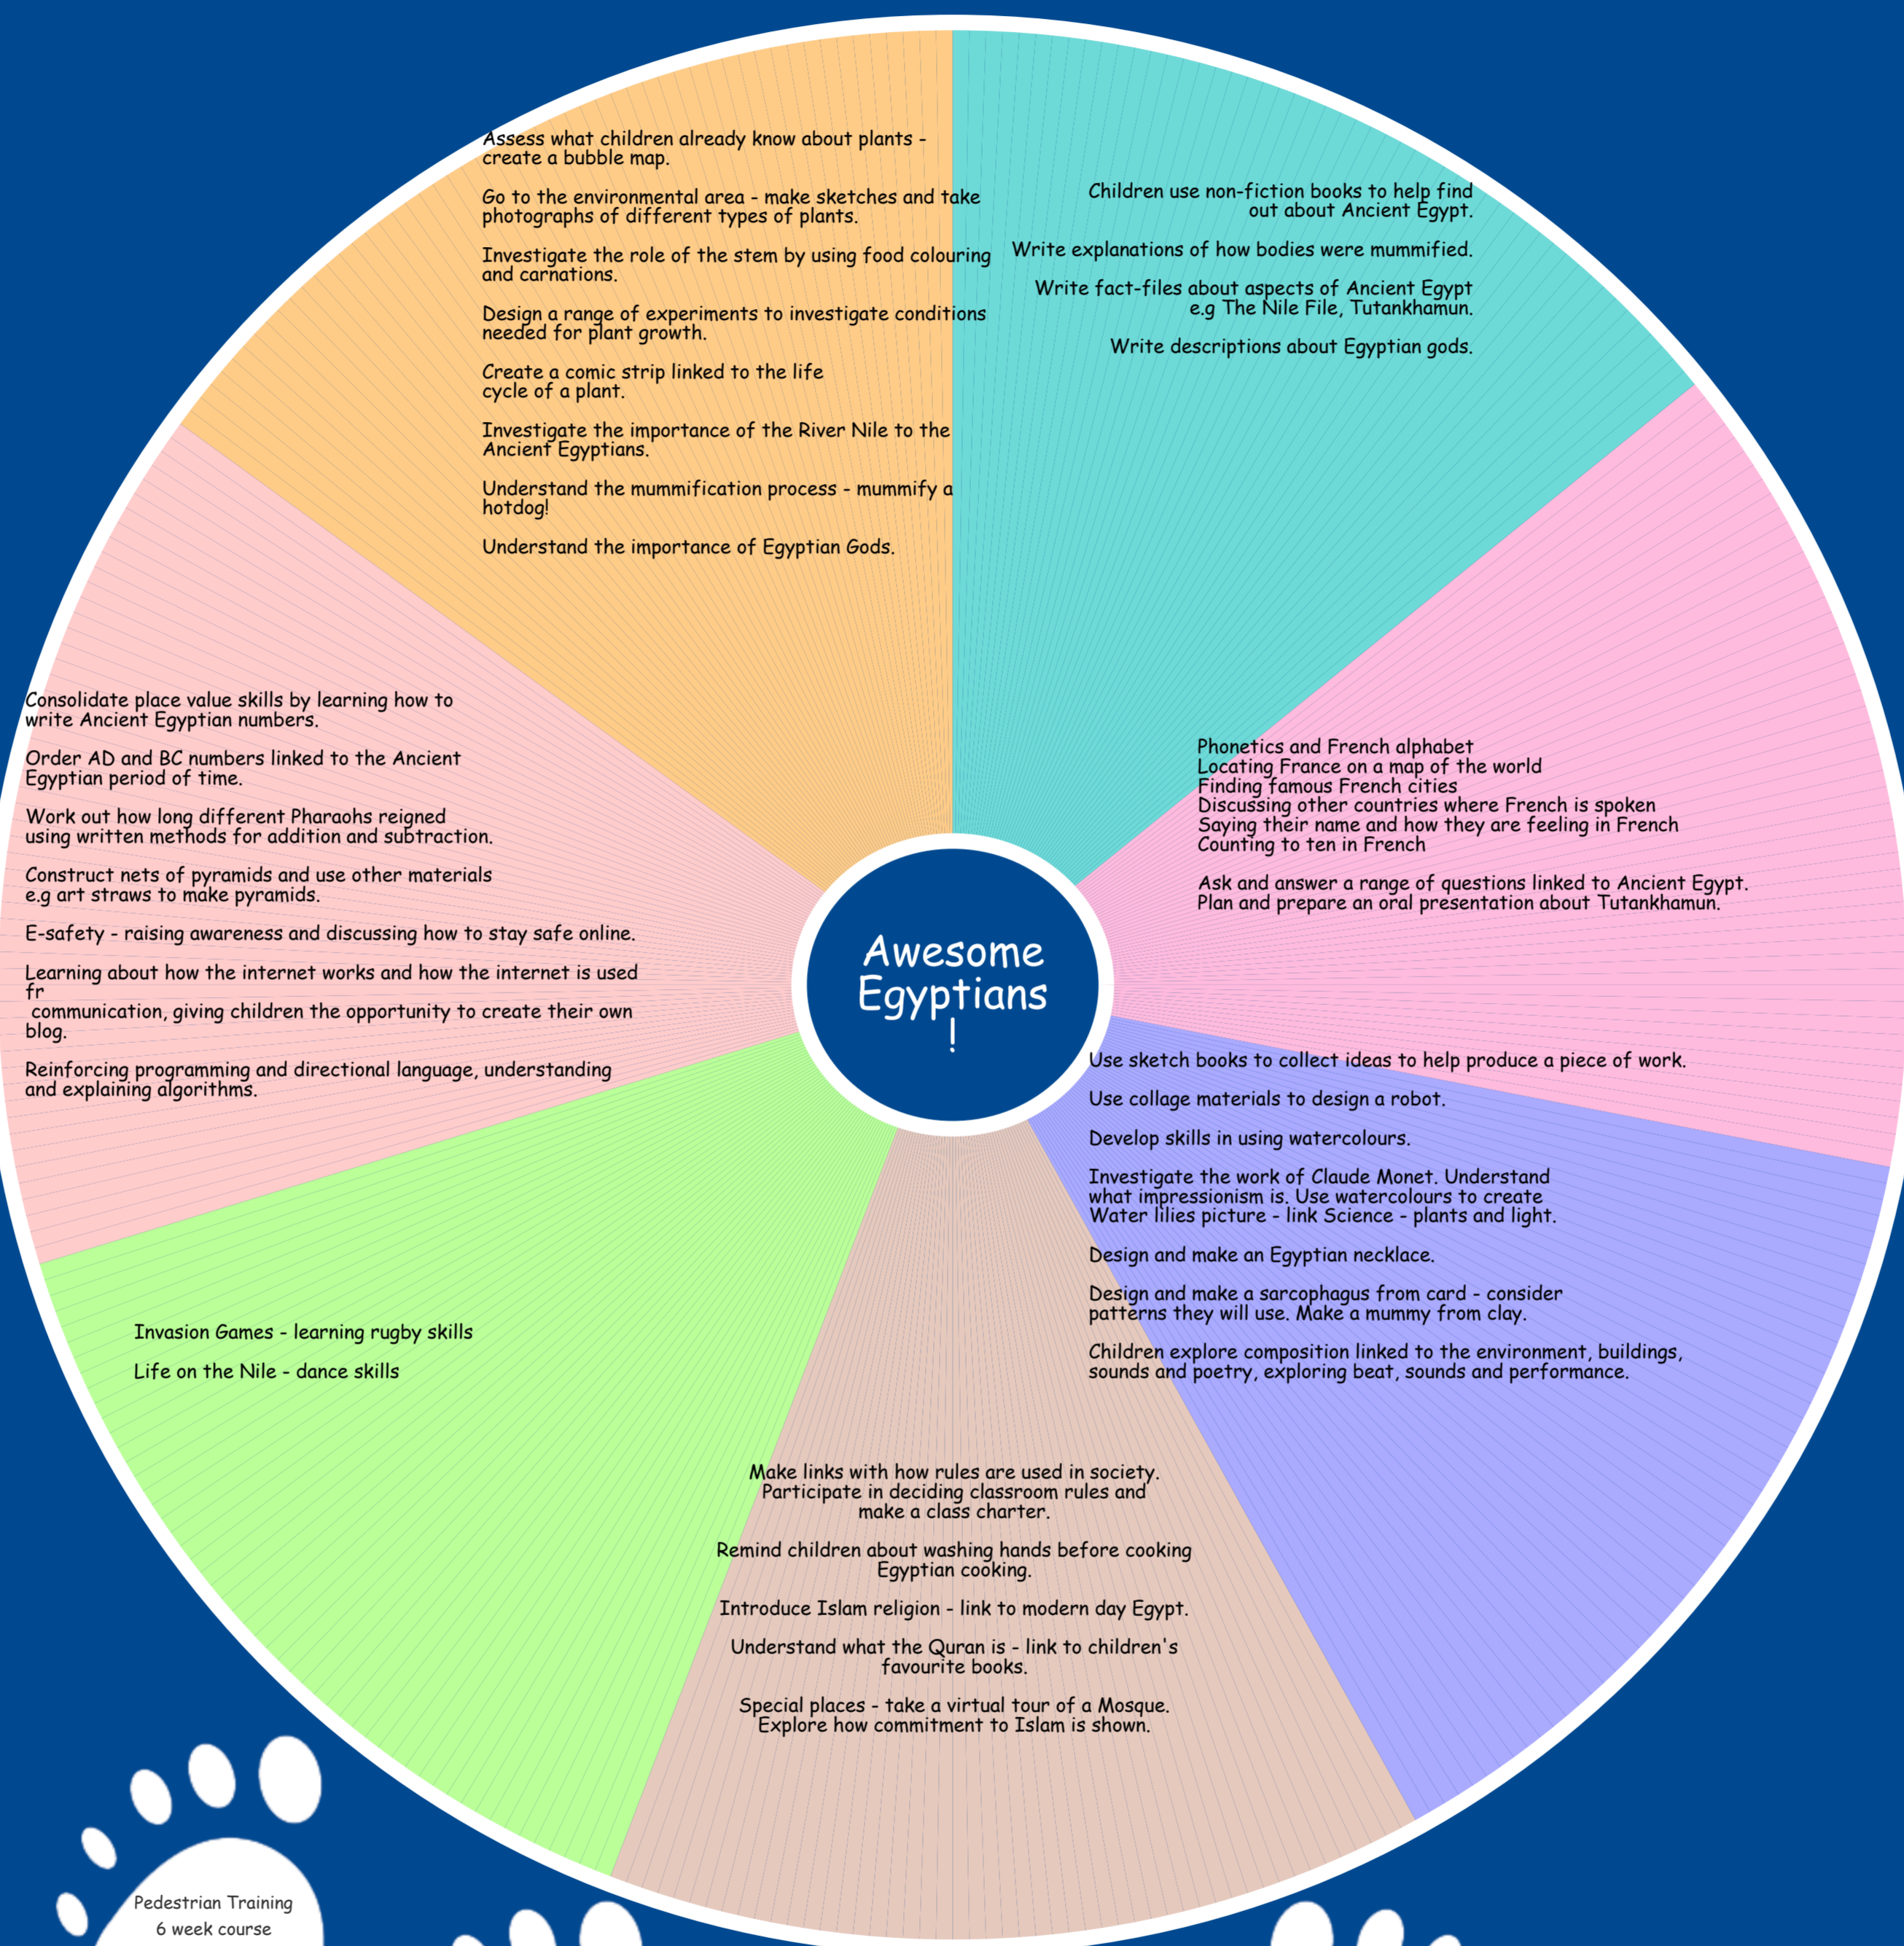 Assess what children already know about plants -
create a bubble map.
Go to the environmental area - make sketches and take
photographs of different types of plants.
Investigate the role of the stem by using food colouring
and carnations.
Design a range of experiments to investigate conditions
needed for plant growth.
Create a comic strip linked to the life
cycle of a plant.
Investigate the importance of the River Nile to the
Ancient Egyptians.
Understand the mummification process - mummify a
hotdog!
Understand the importance of Egyptian Gods.
Children use non-fiction books to help find
out about Ancient Egypt.
Write explanations of how bodies were mummified.
Write fact-files about aspects of Ancient Egypt
e.g The Nile File, Tutankhamun.
Write descriptions about Egyptian gods.
Consolidate place value skills by learning how to
write Ancient Egyptian numbers.
Order AD and BC numbers linked to the Ancient
Egyptian period of time.
Work out how long different Pharaohs reigned
using written methods for addition and subtraction.
Construct nets of pyramids and use other materials
e.g art straws to make pyramids.
E-safety - raising awareness and discussing how to stay safe online.
Learning about how the internet works and how the internet is used
fr
communication, giving children the opportunity to create their own
blog.
Reinforcing programming and directional language, understanding
and explaining algorithms.
Awesome
Egyptians
!
Phonetics and French alphabet
Locating France on a map of the world
Finding famous French cities
Discussing other countries where French is spoken
Saying their name and how they are feeling in French
Counting to ten in French
Ask and answer a range of questions linked to Ancient Egypt.
Plan and prepare an oral presentation about Tutankhamun.
Use sketch books to collect ideas to help produce a piece of work.
Use collage materials to design a robot.
Develop skills in using watercolours.
Investigate the work of Claude Monet. Understand
what impressionism is. Use watercolours to create
Water lilies picture - link Science - plants and light.
Design and make an Egyptian necklace.
Design and make a sarcophagus from card - consider
patterns they will use. Make a mummy from clay.
Children explore composition linked to the environment, buildings,
sounds and poetry, exploring beat, sounds and performance.
Invasion Games - learning rugby skills
Life on the Nile - dance skills
Make links with how rules are used in society.
Participate in deciding classroom rules and
make a class charter.
Remind children about washing hands before cooking
Egyptian cooking.
Introduce Islam religion - link to modern day Egypt.
Understand what the Quran is - link to children's
favourite books.
Special places - take a virtual tour of a Mosque.
Explore how commitment to Islam is shown.
Pedestrian Training
6 week course